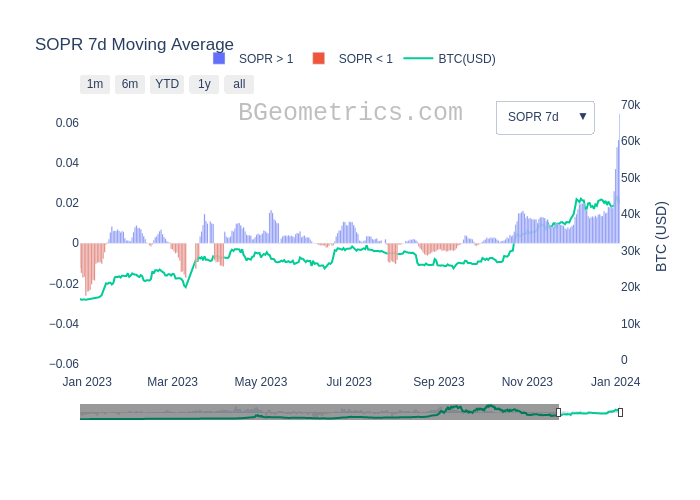 SOPR 7d Moving Average
SOPR > 1
SOPR < 1
BTC(USD)
1m
6m
YTD
1y
all
BGeometrics.com
SOPR 7d ▼
0.06
0.04
0.02
0
−0.02
−0.04
−0.06
70k
60k
50k
40k
30k
20k
10k
0
BTC (USD)
Jan 2023
Mar 2023
May 2023
Jul 2023
Sep 2023
Nov 2023
Jan 2024